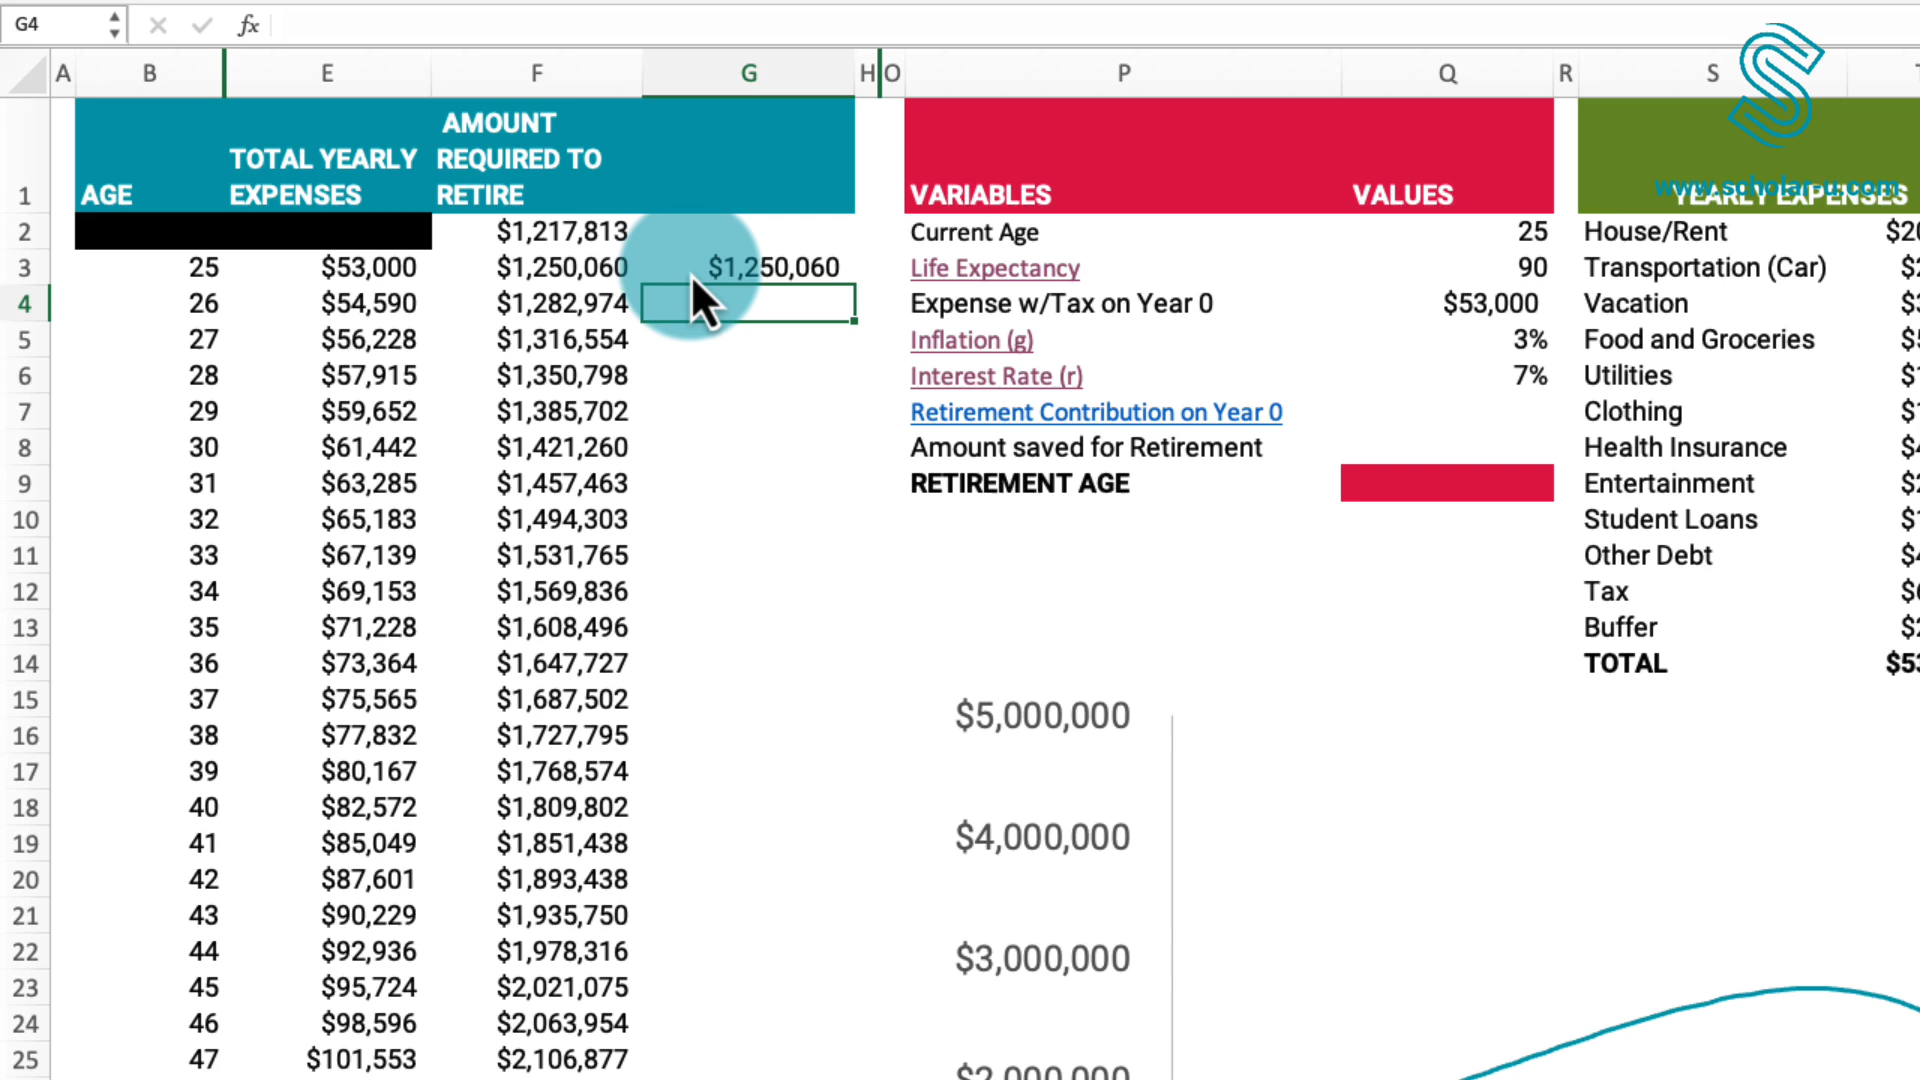 G4 fx
A B E F G H O P Q R S
AGE TOTAL YEARLY EXPENSES AMOUNT REQUIRED TO RETIRE VARIABLES VALUES YEARLY EXPENSES
www.scholar-u.com
1
2 $1,217,813 Current Age 25 House/Rent
3 25 $53,000 $1,250,060 $1,250,060 Life Expectancy 90 Transportation (Car)
4 26 $54,590 $1,282,974 Expense w/Tax on Year 0 $53,000 Vacation
5 27 $56,228 $1,316,554 Inflation (g) 3% Food and Groceries
6 28 $57,915 $1,350,798 Interest Rate (r) 7% Utilities
7 29 $59,652 $1,385,702 Retirement Contribution on Year 0 Clothing
8 30 $61,442 $1,421,260 Amount saved for Retirement Health Insurance
9 31 $63,285 $1,457,463 RETIREMENT AGE Entertainment
10 32 $65,183 $1,494,303 Student Loans
11 33 $67,139 $1,531,765 Other Debt
12 34 $69,153 $1,569,836 Tax
13 35 $71,228 $1,608,496 Buffer
14 36 $73,364 $1,647,727 TOTAL
15 37 $75,565 $1,687,502 $5,000,000
16 38 $77,832 $1,727,795
17 39 $80,167 $1,768,574
18 40 $82,572 $1,809,802
19 41 $85,049 $1,851,438 $4,000,000
20 42 $87,601 $1,893,438
21 43 $90,229 $1,935,750
22 44 $92,936 $1,978,316 $3,000,000
23 45 $95,724 $2,021,075
24 46 $98,596 $2,063,954
25 47 $101,553 $2,106,877 $2,000,000